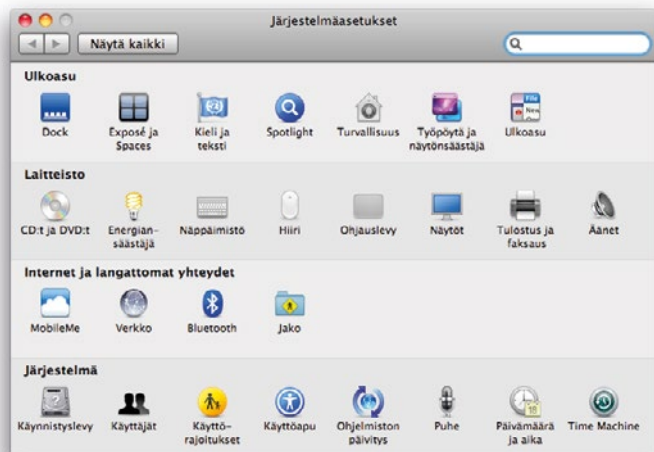 Järjestelmäasetukset
Näytä kaikki
Ulkoasu
Dock
Exposé ja
Spaces
Kieli ja
teksti
Spotlight
Turvallisuus
Työpöytä ja
näytönsäästäjä
Ulkoasu
Laitteisto
CD:t ja DVD:t
Energian-
säästäjä
Näppäimistö
Hiiri
Ohjauslevy
Näytöt
Tulostus ja
faksaus
Äänet
Internet ja langattomat yhteydet
MobileMe
Verkko
Bluetooth
Jako
Järjestelmä
Käynnistyslevy
Käyttäjät
Käyttö-
rajoitukset
Käyttöapu
Ohjelmiston
päivitys
Puhe
Päivämäärä
ja aika
Time Machine